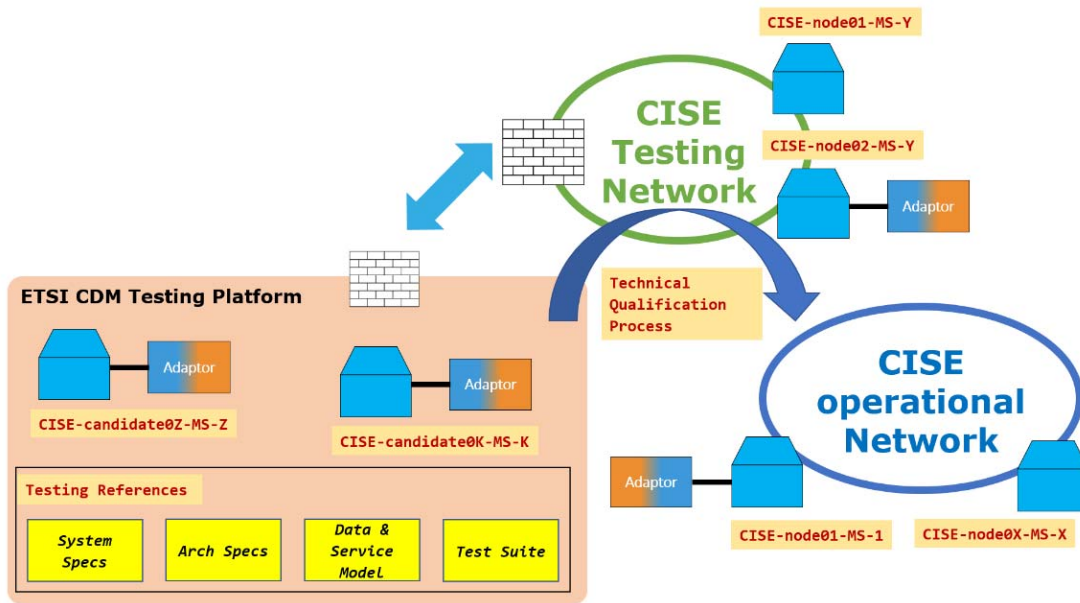 CISE-node01-MS-Y
CISE
Testing
Network
CISE-node02-MS-Y
Adaptor
ETSI CDM Testing Platform
Technical
Qualification
Process
Adaptor
Adaptor
CISE-candidate0Z-MS-Z
CISE-candidate0K-MS-K
CISE
operational
Network
Adaptor
CISE-node01-MS-1
CISE-node0X-MS-X
Testing References
System
Specs
Arch Specs
Data &
Service
Model
Test Suite